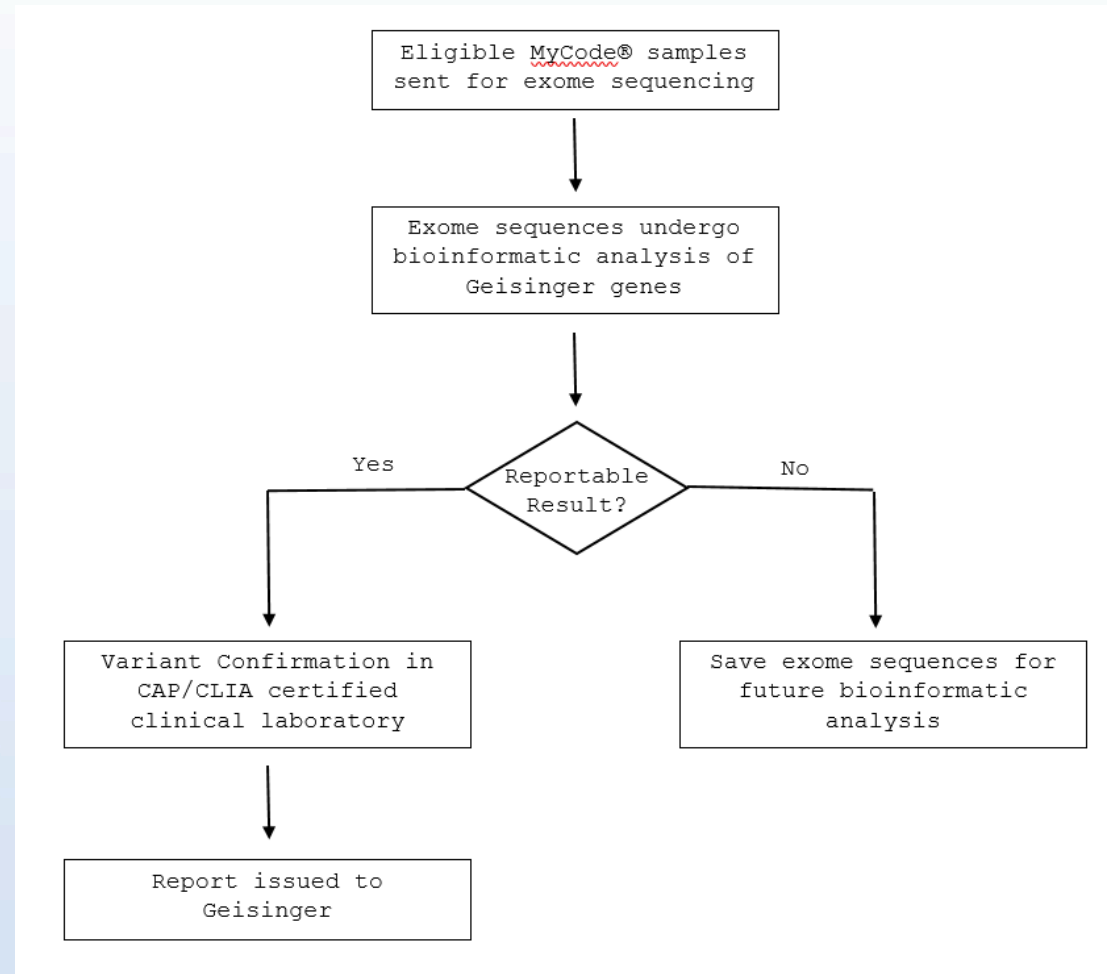 Eligible MyCode® samples
sent for exome sequencing
Exome sequences undergo
bioinformatic analysis of
Geisinger genes
Reportable
Result?
Yes
No
Variant Confirmation in
CAP/CLIA certified
clinical laboratory
Save exome sequences for
future bioinformatic
analysis
Report issued to
Geisinger